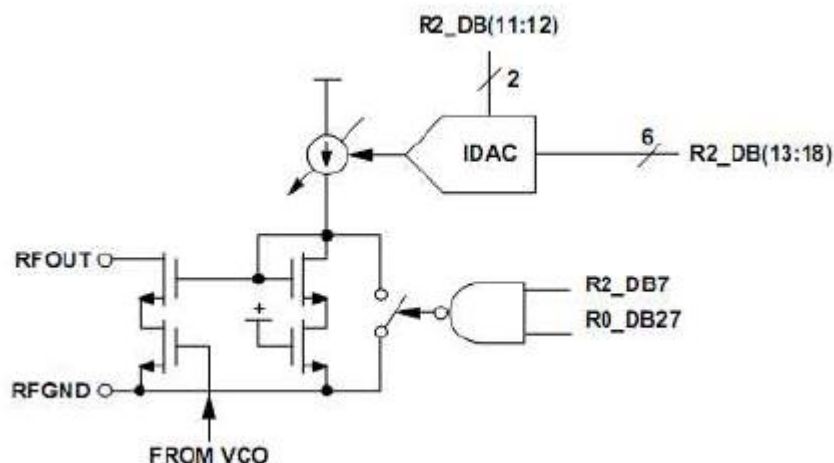 R2_DB(11:12)
2
IDAC
6
R2_DB(13:18)
RFOUT
+
R2_DB7
R0_DB27
RFGND
FROM VCO